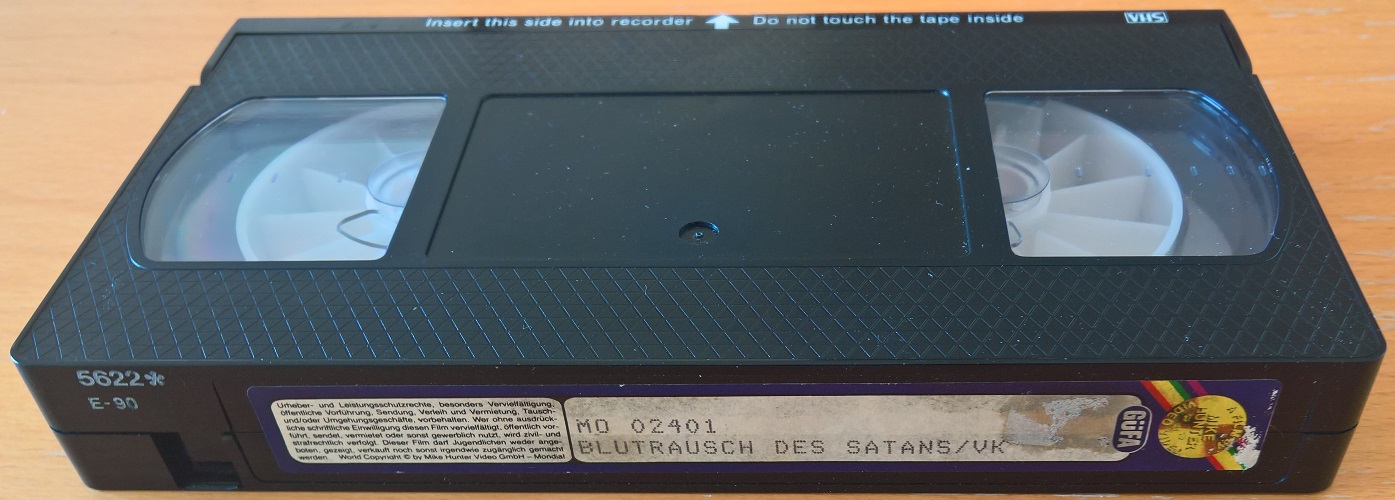 Insert this side into recorder Do not touch the tape inside VHS
5622*
E-90
Urheber- und Leistungsschutzrechte, besonders Vervielfältigung,
öffentliche Vorführung, Sendung, Verleih und Vermietung, Tausch-
und/oder Umgehungsgeschäfte, vorbehalten. Wer ohne ausdrück-
liche schriftliche Einwilligung diesen Film vervielfältigt, öffentlich vor-
führt, sendet, vermietet oder sonst gewerblich nutzt, wird zivil- und
strafrechtlich verfolgt. Dieser Film darf Jugendlichen weder ange-
boten, gezeigt, verkauft noch sonst irgendwie zugänglich gemacht
werden World Copyright © by Mike Hunter Video GmbH – Mondial
MO 02401
BLUTRAUSCH DES SATANS/VK
GÜFA
MIKE
HUNTER
VIDEO